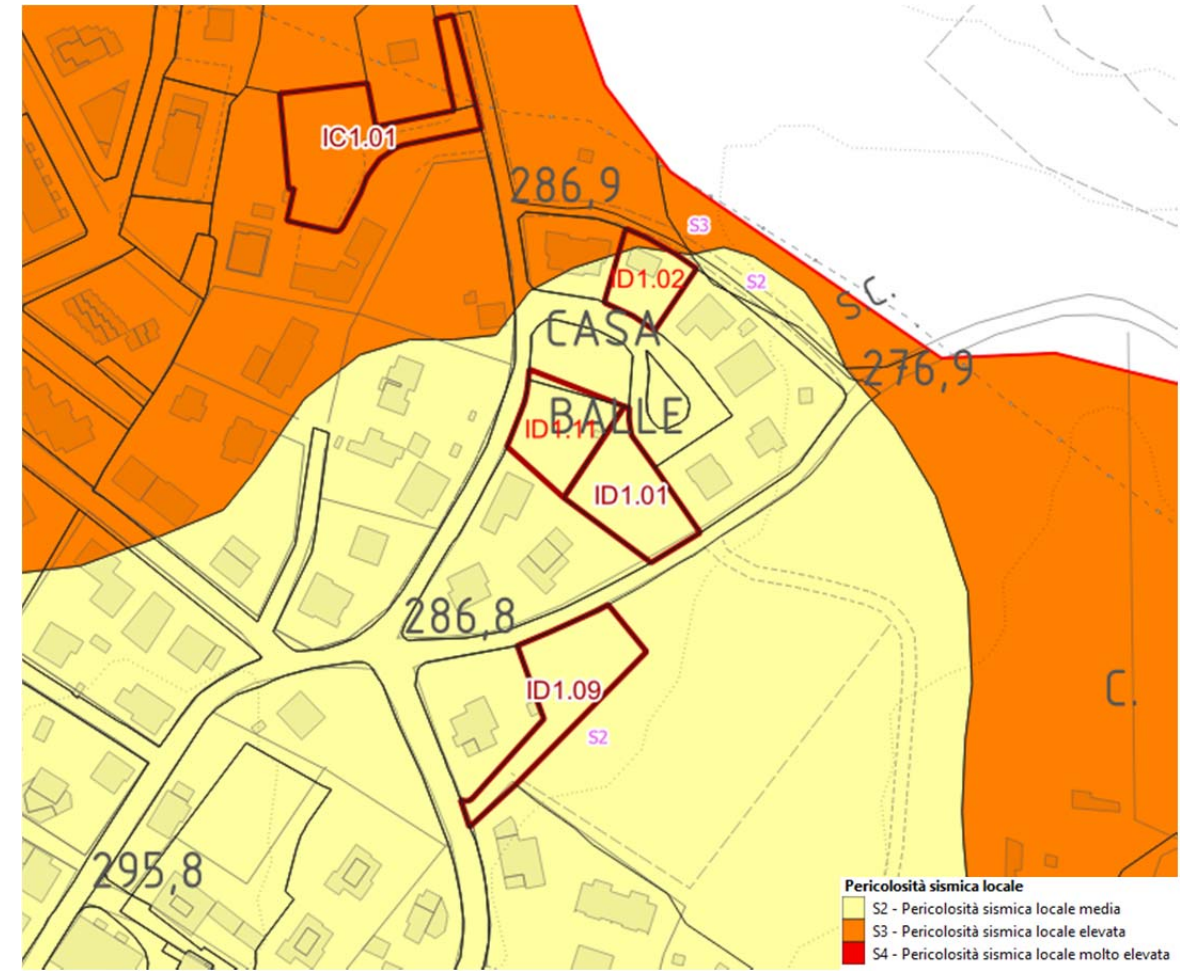 IC1.01
286,9
S3
ID1.02
S2
S C.
CASA
276,9
BALLE
ID1.11
ID1.01
286,8
ID1.09
C.
S2
295,8
Pericolosità sismica locale
S2 - Pericolosità sismica locale media
S3 - Pericolosità sismica locale elevata
S4 - Pericolosità sismica locale molto elevata